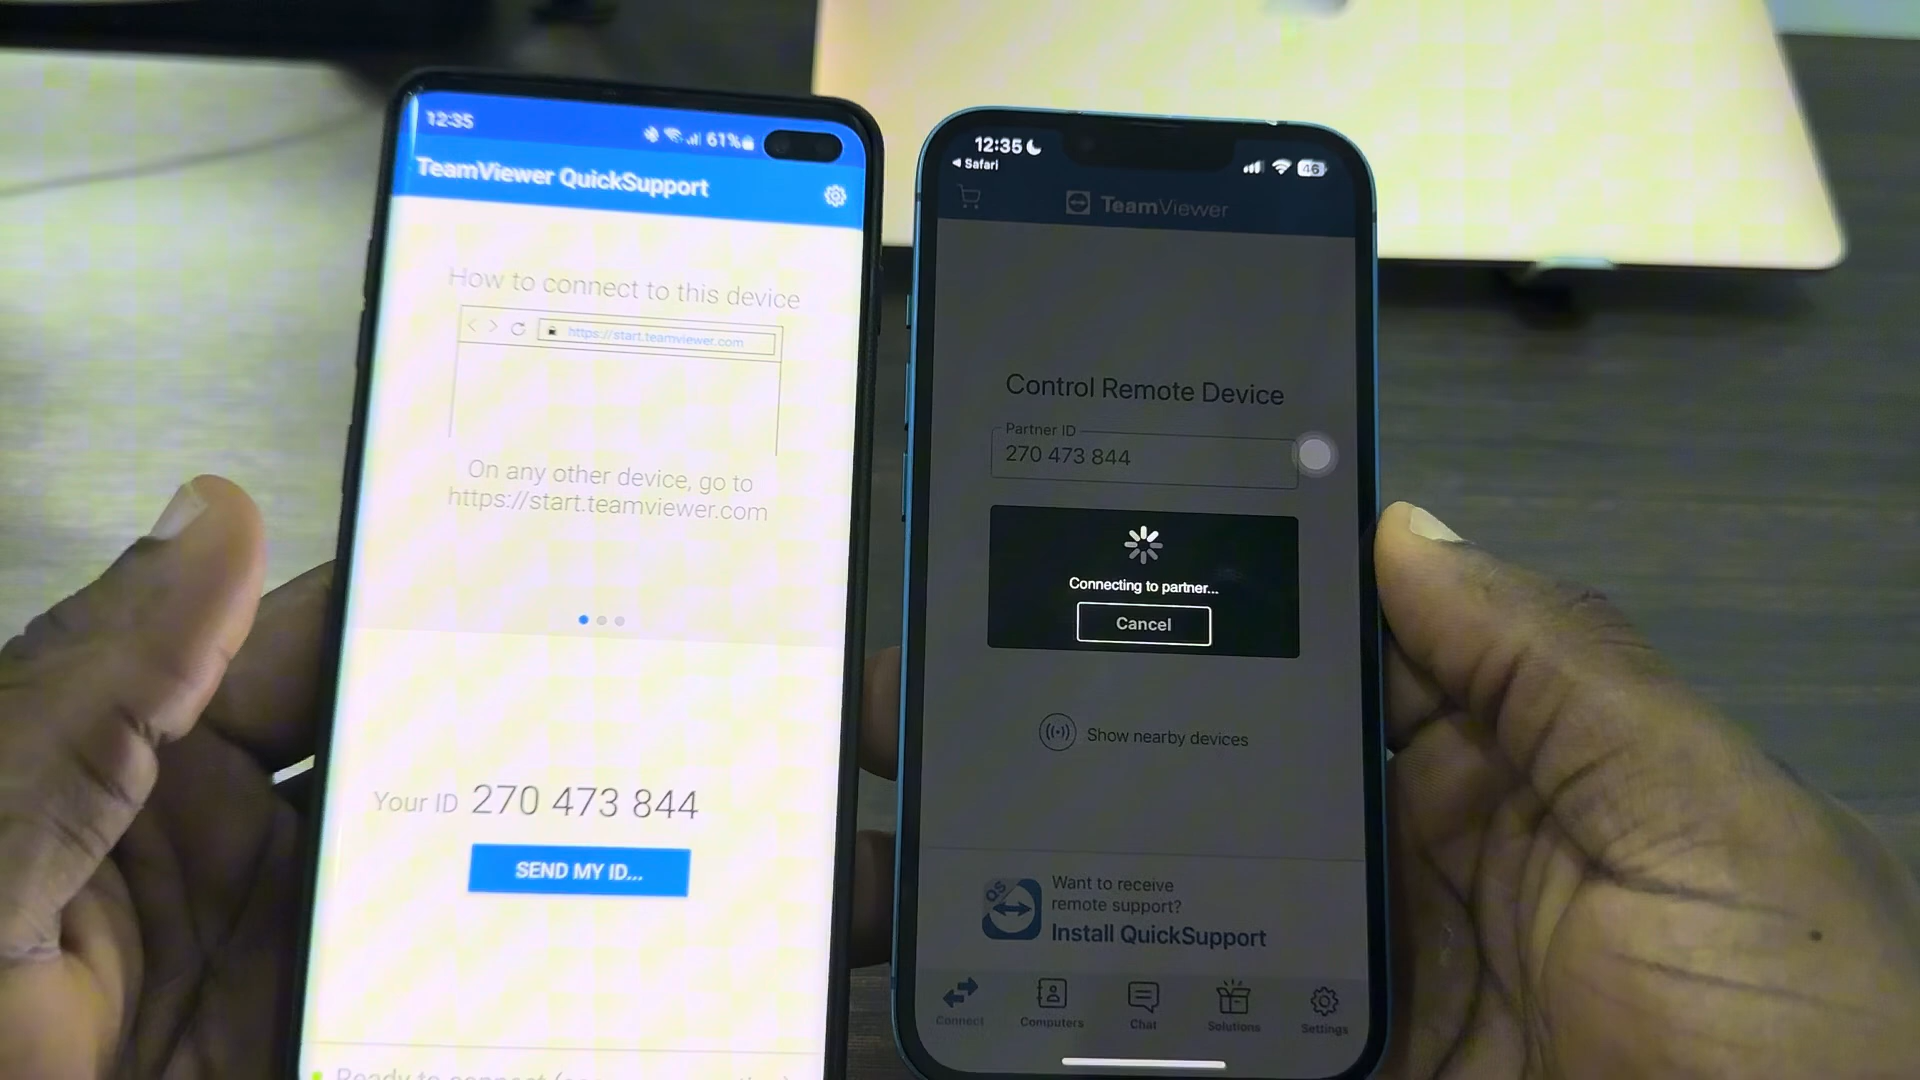 12:35
61%
TeamViewer QuickSupport
How to connect to this device
https://start.teamviewer.com
On any other device, go to
https://start.teamviewer.com
Your ID 270 473 844
SEND MY ID...
Ready to connect
12:35
Safari
46
TeamViewer
Control Remote Device
Partner ID
270 473 844
Connecting to partner...
Cancel
Show nearby devices
QS
Want to receive
remote support?
Install QuickSupport
Connect
Computers
Chat
Solutions
Settings